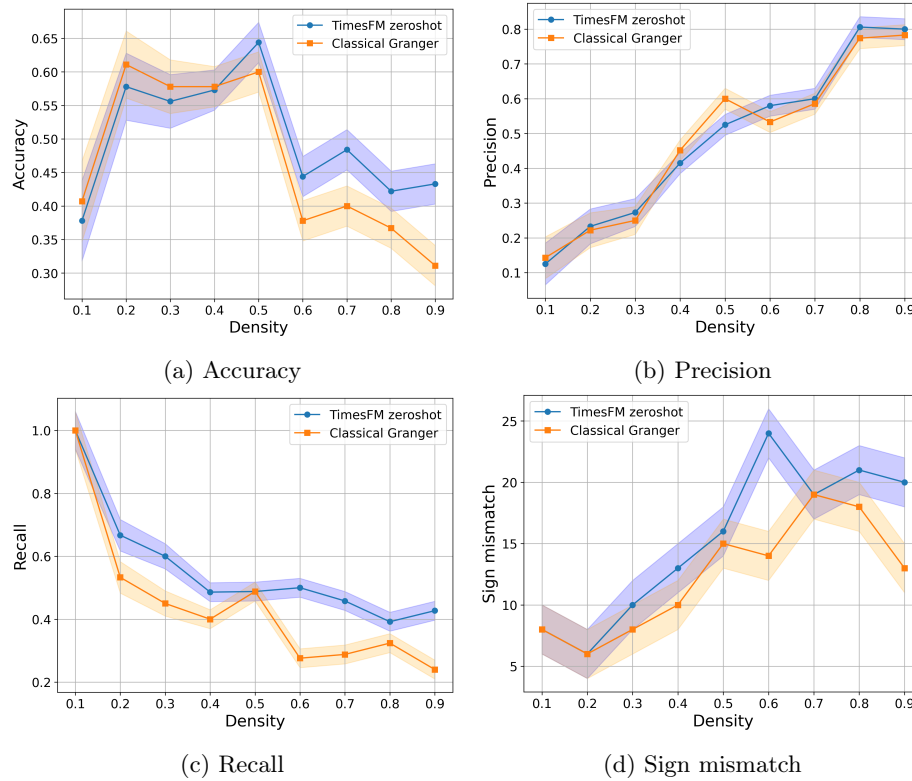 TimesFM zeroshot
Classical Granger
0.65
0.60
0.55
0.50
0.45
0.40
0.35
0.30
Accuracy
0.1 0.2 0.3 0.4 0.5 0.6 0.7 0.8 0.9
Density
(a) Accuracy
TimesFM zeroshot
Classical Granger
0.8
0.7
0.6
0.5
0.4
0.3
0.2
0.1
Precision
0.1 0.2 0.3 0.4 0.5 0.6 0.7 0.8 0.9
Density
(b) Precision
TimesFM zeroshot
Classical Granger
1.0
0.8
0.6
0.4
0.2
Recall
0.1 0.2 0.3 0.4 0.5 0.6 0.7 0.8 0.9
Density
(c) Recall
TimesFM zeroshot
Classical Granger
25
20
15
10
5
Sign mismatch
0.1 0.2 0.3 0.4 0.5 0.6 0.7 0.8 0.9
Density
(d) Sign mismatch